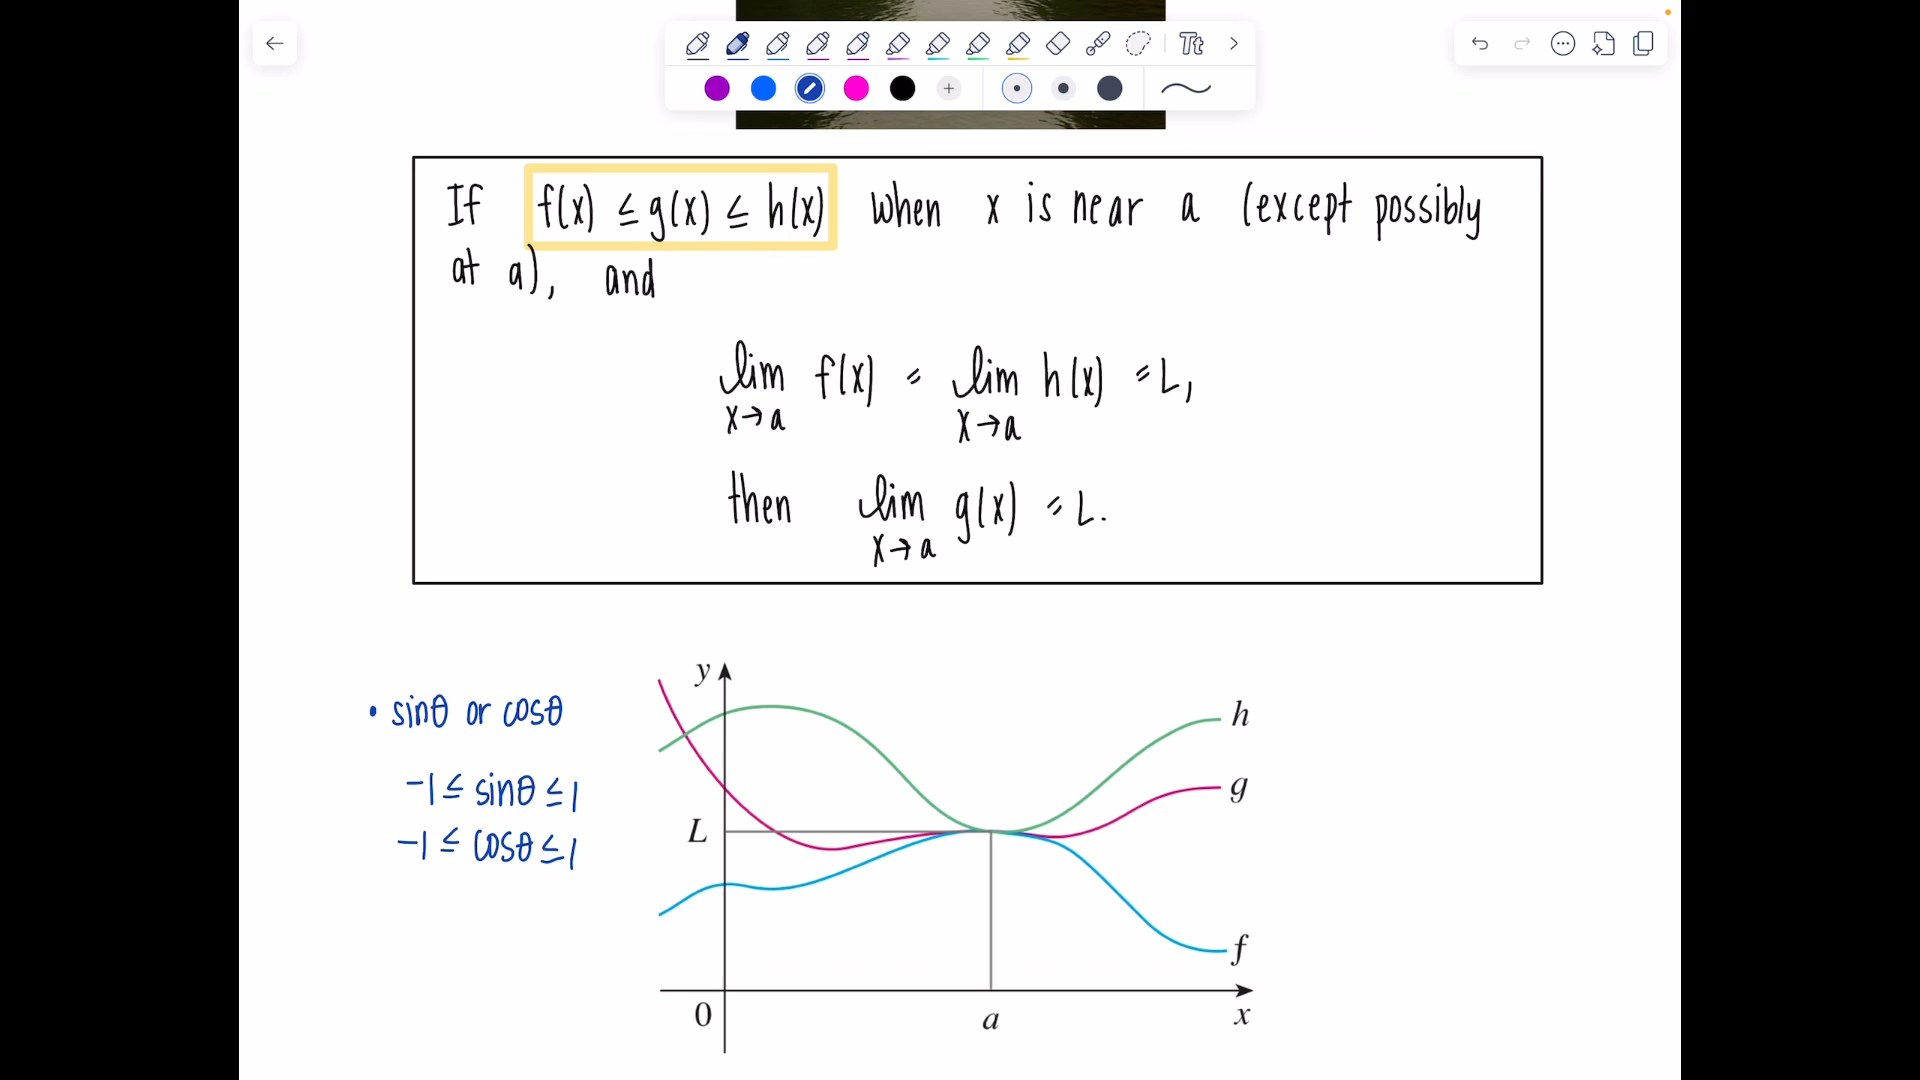 Tt
If f(x) ≤ g(x) ≤ h(x) when x is near a (except possibly
at a), and
lim f(x) = lim h(x) = L,
x→a x→a
then lim g(x) = L.
x→a
• sinθ or cosθ
-1 ≤ sinθ ≤ 1
-1 ≤ cosθ ≤ 1
y
h
g
L
f
0
a
x